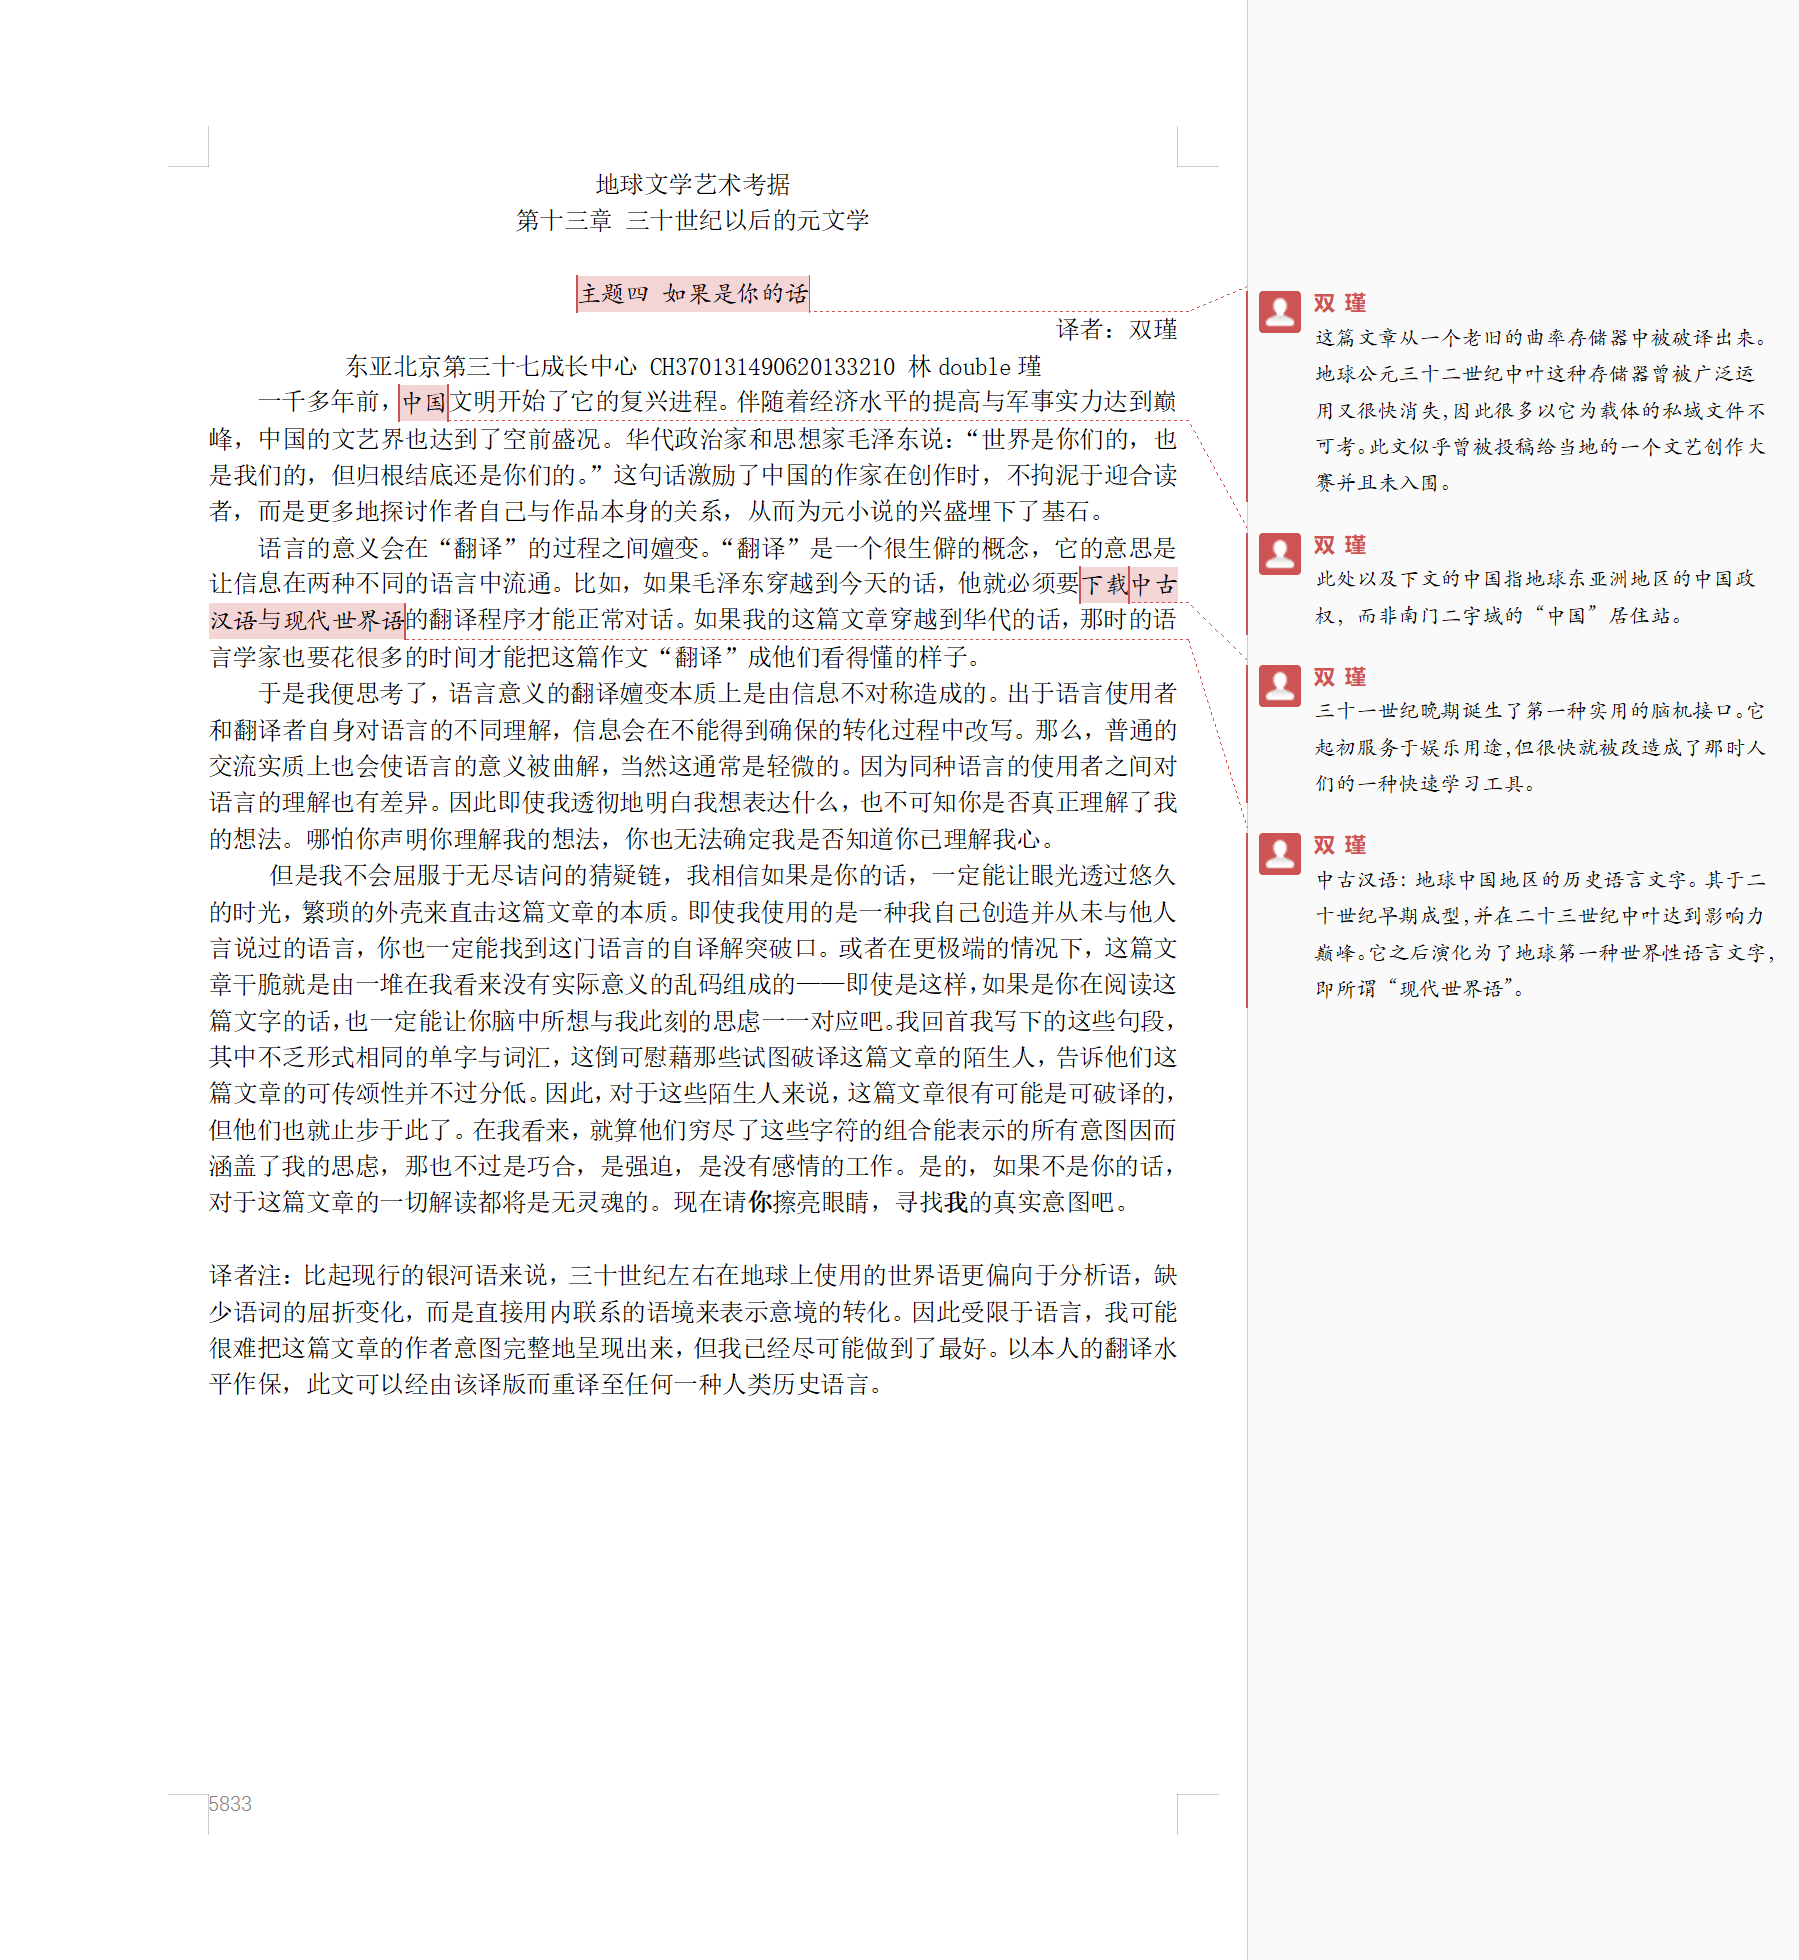 地球文学艺术考据
第十三章 三十世纪以后的元文学
主题四 如果是你的话
译者：双瑾
东亚北京第三十七成长中心 CH370131490620133210 林double瑾
一千多年前，中国文明开始了它的复兴进程。伴随着经济水平的提高与军事实力达到巅
峰，中国的文艺界也达到了空前盛况。华代政治家和思想家毛泽东说：“世界是你们的，也
是我们的，但归根结底还是你们的。”这句话激励了中国的作家在创作时，不拘泥于迎合读
者，而是更多地探讨作者自己与作品本身的关系，从而为元小说的兴盛埋下了基石。
语言的意义会在“翻译”的过程之间嬗变。“翻译”是一个很生僻的概念，它的意思是
让信息在两种不同的语言中流通。比如，如果毛泽东穿越到今天的话，他就必须要下载中古
汉语与现代世界语的翻译程序才能正常对话。如果我的这篇文章穿越到华代的话，那时的语
言学家也要花很多的时间才能把这篇作文“翻译”成他们看得懂的样子。
于是我便思考了，语言意义的翻译嬗变本质上是由信息不对称造成的。出于语言使用者
和翻译者自身对语言的不同理解，信息会在不能得到确保的转化过程中改写。那么，普通的
交流实质上也会使语言的意义被曲解，当然这通常是轻微的。因为同种语言的使用者之间对
语言的理解也有差异。因此即使我透彻地明白我想表达什么，也不可知你是否真正理解了我
的想法。哪怕你声明你理解我的想法，你也无法确定我是否知道你已理解我心。
但是我不会屈服于无尽诘问的猜疑链，我相信如果是你的话，一定能让眼光透过悠久
的时光，繁琐的外壳来直击这篇文章的本质。即使我使用的是一种我自己创造并从未与他人
言说过的语言，你也一定能找到这门语言的自译解突破口。或者在更极端的情况下，这篇文
章干脆就是由一堆在我看来没有实际意义的乱码组成的——即使是这样，如果是你在阅读这
篇文字的话，也一定能让你脑中所想与我此刻的思虑一一对应吧。我回首我写下的这些句段，
其中不乏形式相同的单字与词汇，这倒可慰藉那些试图破译这篇文章的陌生人，告诉他们这
篇文章的可传颂性并不过分低。因此，对于这些陌生人来说，这篇文章很有可能是可破译的，
但他们也就止步于此了。在我看来，就算他们穷尽了这些字符的组合能表示的所有意图因而
涵盖了我的思虑，那也不过是巧合，是强迫，是没有感情的工作。是的，如果不是你的话，
对于这篇文章的一切解读都将是无灵魂的。现在请你擦亮眼睛，寻找我的真实意图吧。
译者注：比起现行的银河语来说，三十世纪左右在地球上使用的世界语更偏向于分析语，缺
少语词的屈折变化，而是直接用内联系的语境来表示意境的转化。因此受限于语言，我可能
很难把这篇文章的作者意图完整地呈现出来，但我已经尽可能做到了最好。以本人的翻译水
平作保，此文可以经由该译版而重译至任何一种人类历史语言。
5833
双 瑾
这篇文章从一个老旧的曲率存储器中被破译出来。
地球公元三十二世纪中叶这种存储器曾被广泛运
用又很快消失，因此很多以它为载体的私域文件不
可考。此文似乎曾被投稿给当地的一个文艺创作大
赛并且未入围。
双 瑾
此处以及下文的中国指地球东亚洲地区的中国政
权，而非南门二宇域的“中国”居住站。
双 瑾
三十一世纪晚期诞生了第一种实用的脑机接口。它
起初服务于娱乐用途，但很快就被改造成了那时人
们的一种快速学习工具。
双 瑾
中古汉语：地球中国地区的历史语言文字。其于二
十世纪早期成型，并在二十三世纪中叶达到影响力
巅峰。它之后演化为了地球第一种世界性语言文字，
即所谓“现代世界语”。